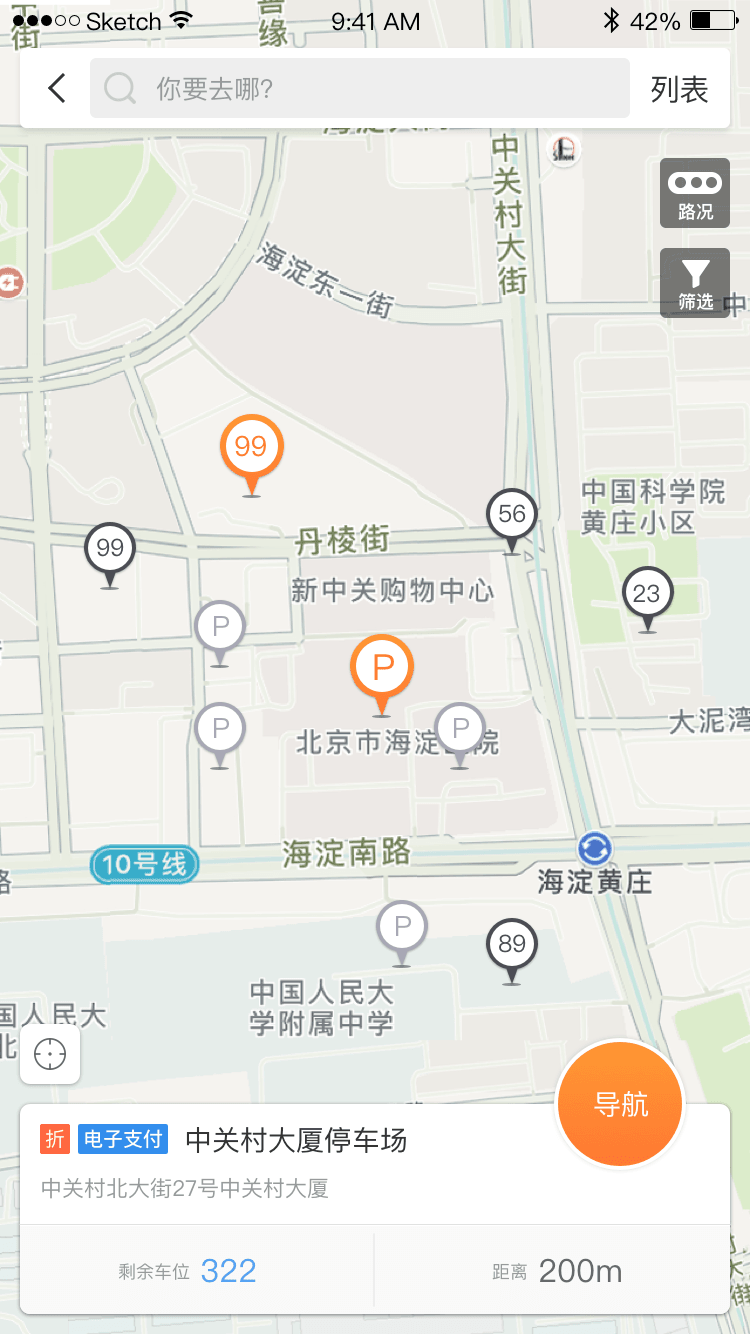 Sketch 9:41 AM 42%
你要去哪? 列表
中关村大街
路况
筛选
中
海淀东一街
99
中国科学院
黄庄小区
56
丹棱街
99
新中关购物中心
23
P
P
大泥湾
P
P
北京市海淀医院
海淀南路
10号线
海淀黄庄
路
P
89
中国人民大
学附属中学
国人民大
北
导航
折 电子支付 中关村大厦停车场
中关村北大街27号中关村大厦
剩余车位 322
距离 200m